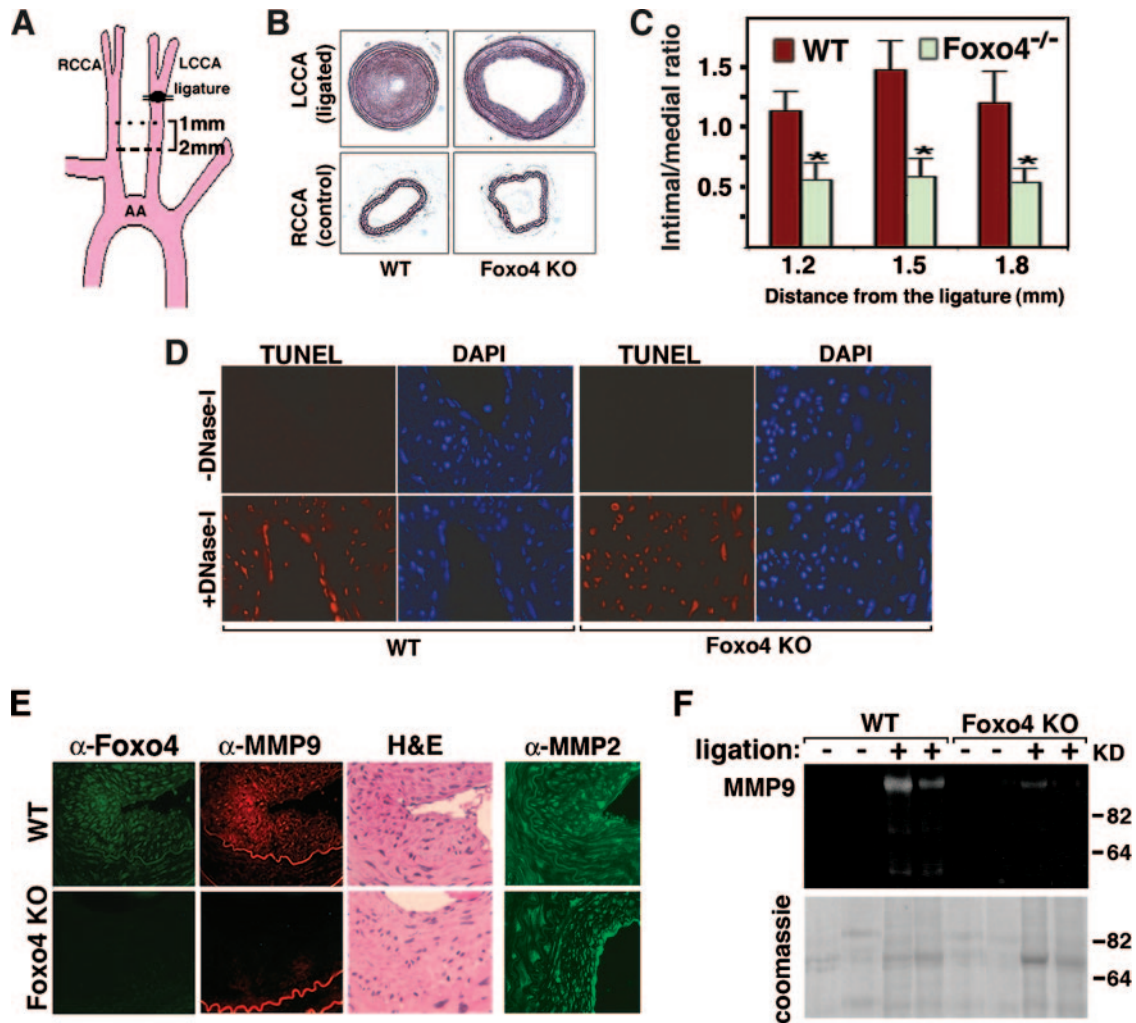 A
RCCA
LCCA
ligature
1mm
2mm
AA
B
LCCA
(ligated)
RCCA
(control)
WT
Foxo4 KO
C
Intimal/medial ratio
1.5
1.0
0.5
WT
Foxo4-/-
*
*
*
1.2
1.5
1.8
Distance from the ligature (mm)
D
TUNEL
DAPI
TUNEL
DAPI
-DNase-I
+DNase-I
WT
Foxo4 KO
E
α-Foxo4
α-MMP9
H&E
α-MMP2
WT
Foxo4 KO
F
WT
Foxo4 KO
ligation: - - + + - - + + KD
MMP9
-82
-64
coomassie
-82
-64